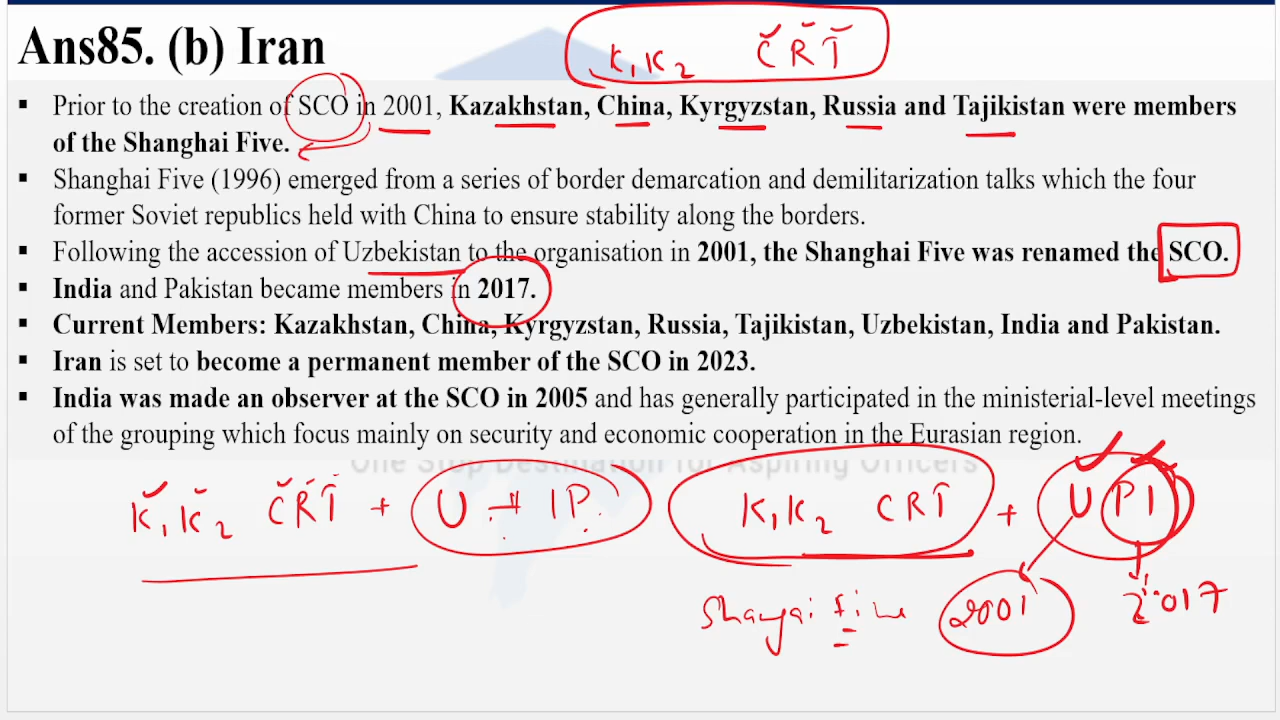 K₁K₂ C R T
Ans85. (b) Iran
▪ Prior to the creation of SCO in 2001, Kazakhstan, China, Kyrgyzstan, Russia and Tajikistan were members
of the Shanghai Five.
▪ Shanghai Five (1996) emerged from a series of border demarcation and demilitarization talks which the four
former Soviet republics held with China to ensure stability along the borders.
▪ Following the accession of Uzbekistan to the organisation in 2001, the Shanghai Five was renamed the SCO.
▪ India and Pakistan became members in 2017.
▪ Current Members: Kazakhstan, China, Kyrgyzstan, Russia, Tajikistan, Uzbekistan, India and Pakistan.
▪ Iran is set to become a permanent member of the SCO in 2023.
▪ India was made an observer at the SCO in 2005 and has generally participated in the ministerial-level meetings
of the grouping which focus mainly on security and economic cooperation in the Eurasian region.
One Stop Destination for Aspiring Officers
K₁K₂ CRT + U + IP K₁K₂ CRT + U PI
five 2001 2017